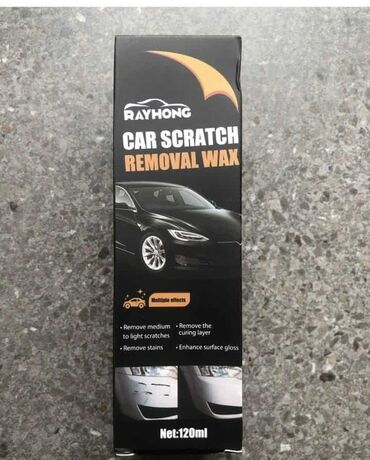 RAYHONG
CAR SCRATCH
REMOVAL WAX
Multiple effects
• Remove medium
to light scratches
• Remove the
curing layer
• Remove stains
• Enhance surface gloss
Net:120ml